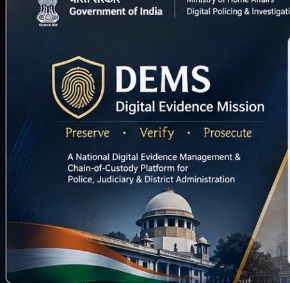 भारत सरकार
Government of India
Ministry of Home Affairs
Digital Policing & Investigati
DEMS
Digital Evidence Mission
Preserve · Verify · Prosecute
A National Digital Evidence Management &
Chain-of-Custody Platform for
Police, Judiciary & District Administration